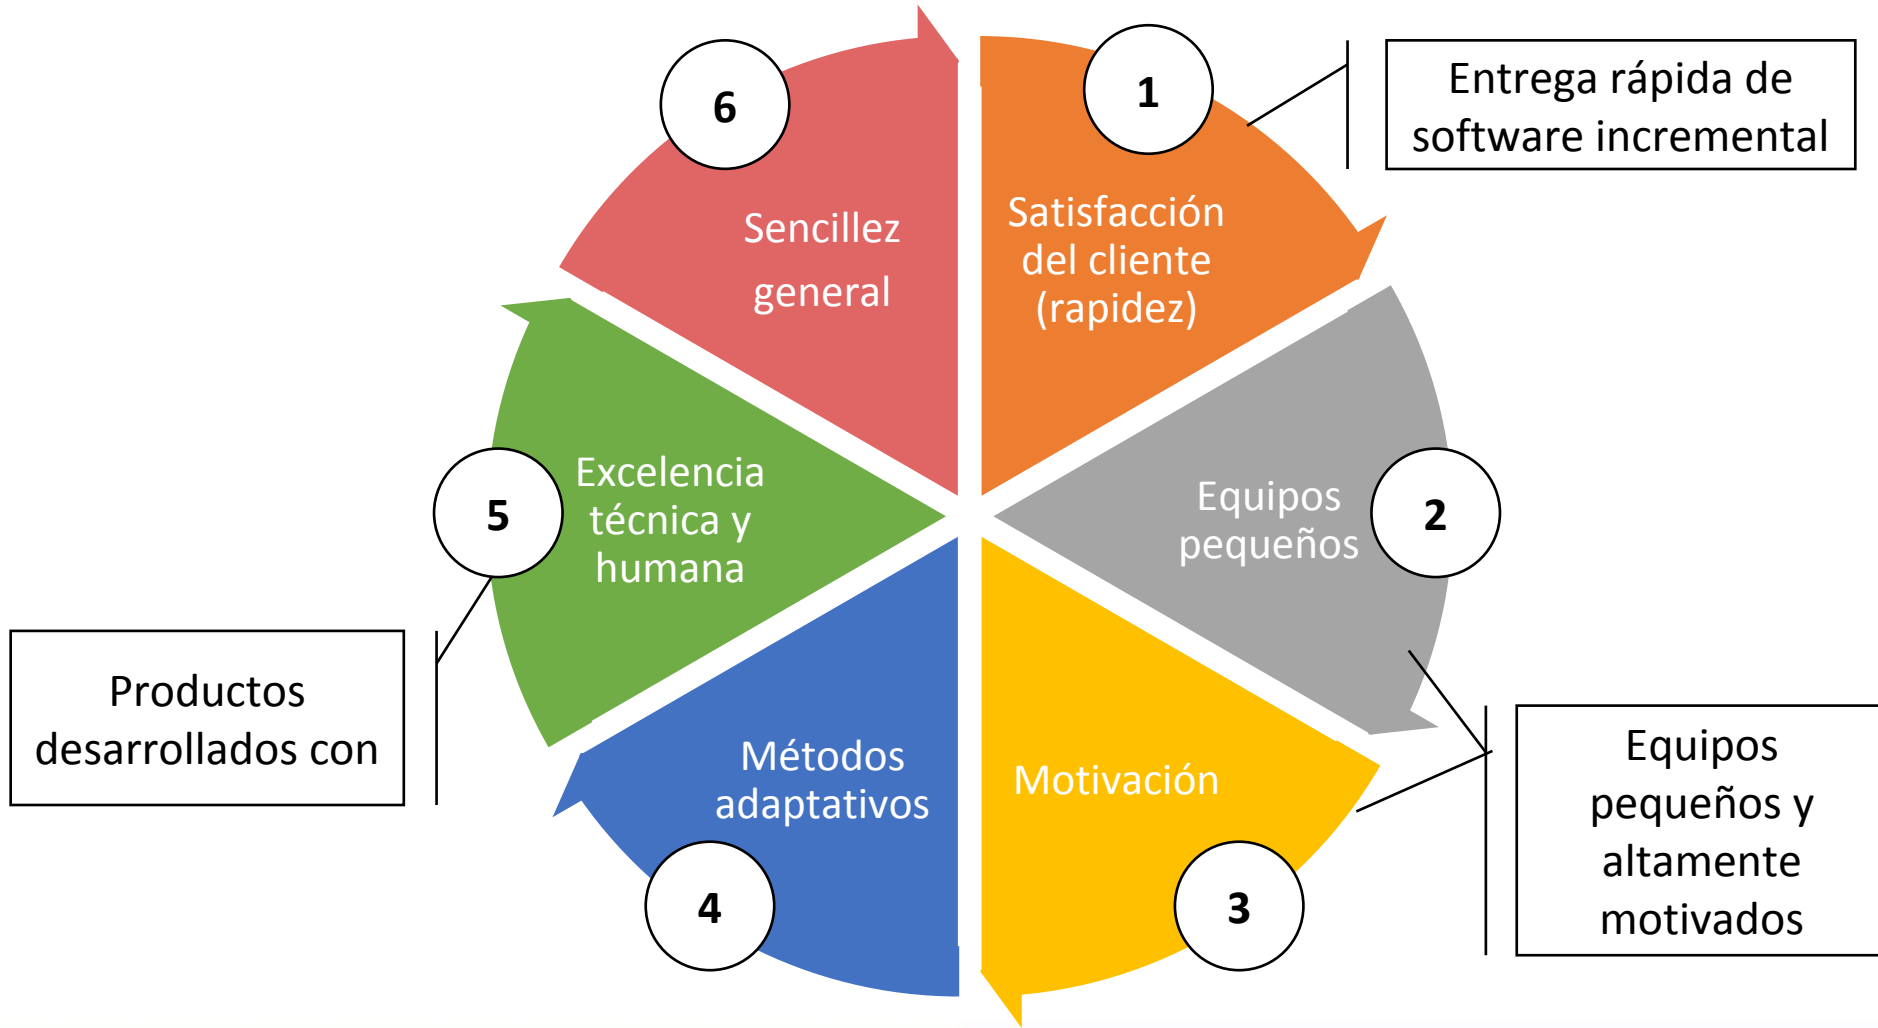 1
Entrega rápida de
software incremental
Satisfacción
del cliente
(rapidez)
2
Equipos
pequeños
Equipos
pequeños y
altamente
motivados
3
Motivación
4
Métodos
adaptativos
5
Excelencia
técnica y
humana
Productos
desarrollados con
6
Sencillez
general